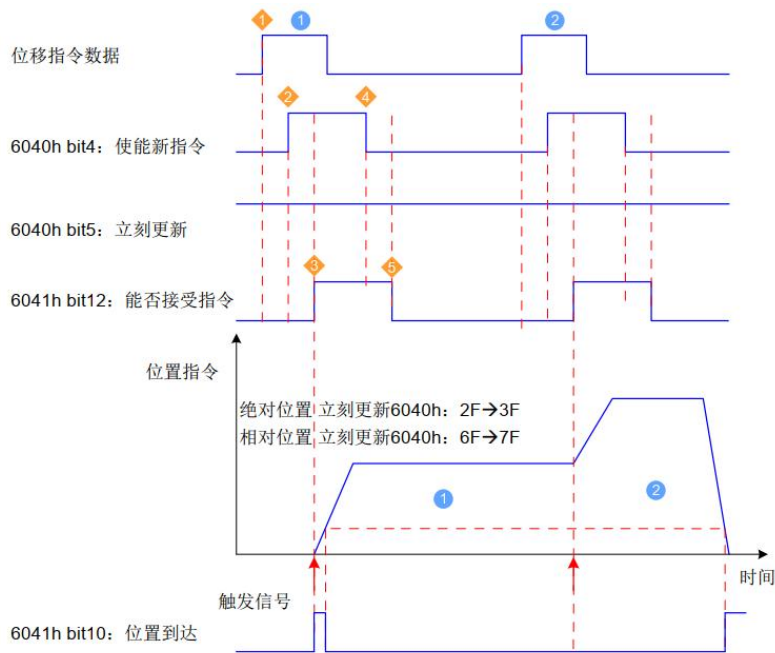 1 1 2
位移指令数据
2 4
6040h bit4：使能新指令
6040h bit5：立刻更新
3 5
6041h bit12：能否接受指令
位置指令
绝对位置 立刻更新6040h：2F→3F
相对位置 立刻更新6040h：6F→7F
1 2
时间
触发信号
6041h bit10：位置到达